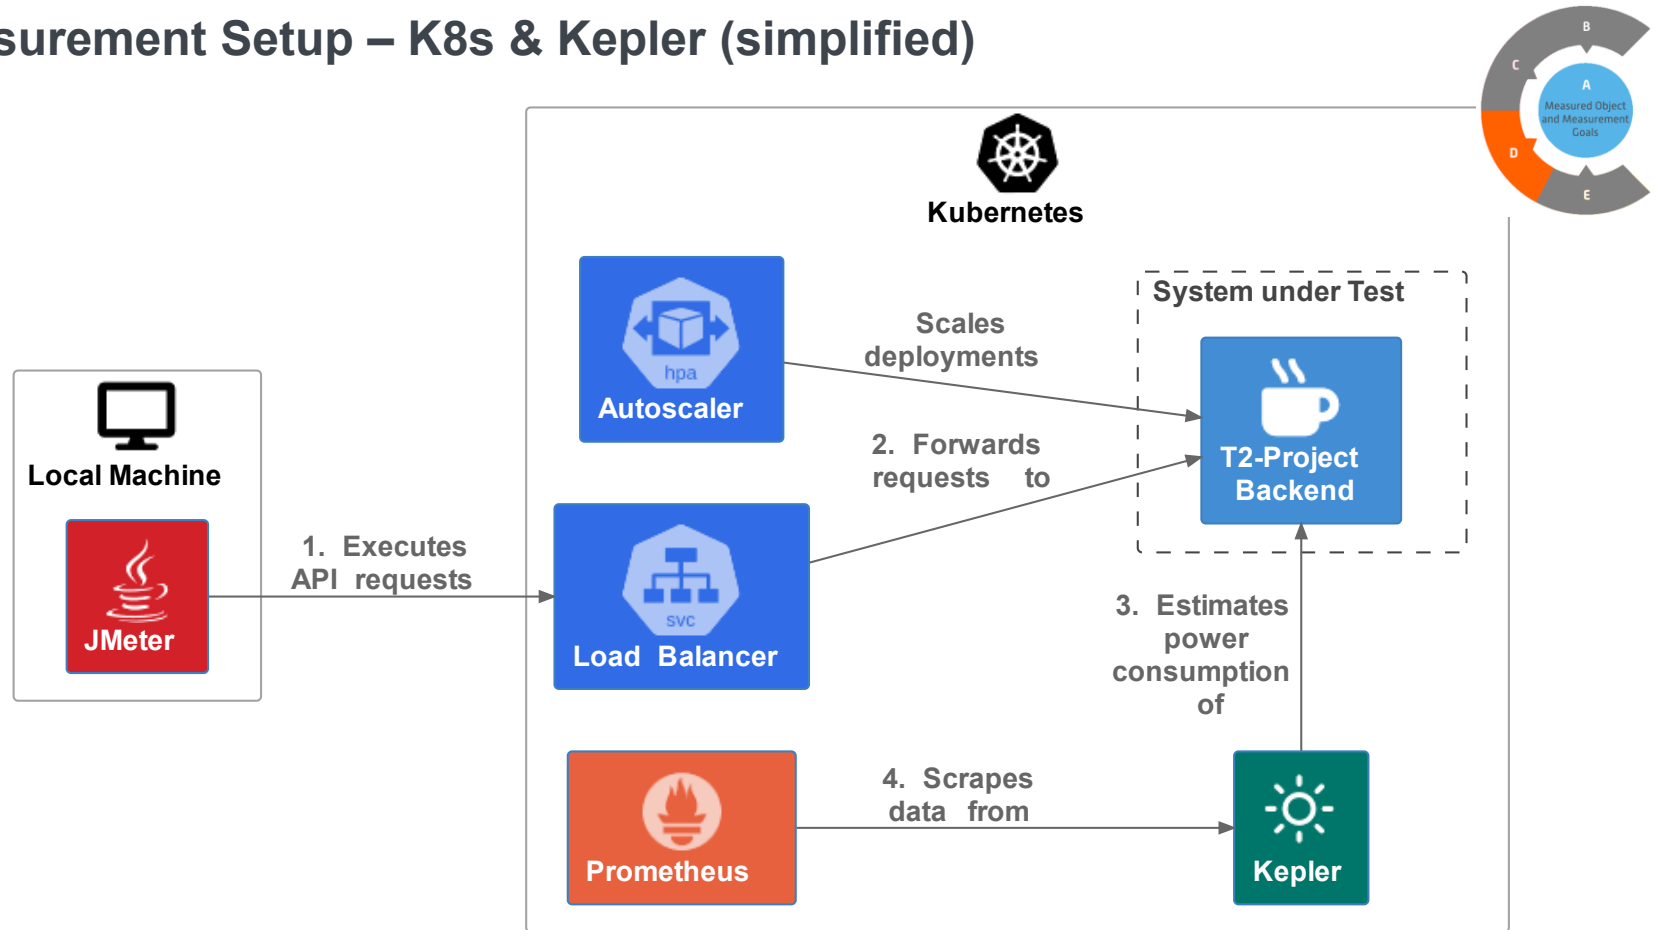 surement Setup – K8s & Kepler (simplified)
B
C
A
Measured Object
and Measurement
Goals
D
E
Kubernetes
System under Test
hpa
Autoscaler
Scales
deployments
T2-Project
Backend
Local Machine
JMeter
1. Executes
API requests
2. Forwards
requests to
svc
Load Balancer
3. Estimates
power
consumption
of
Prometheus
4. Scrapes
data from
Kepler